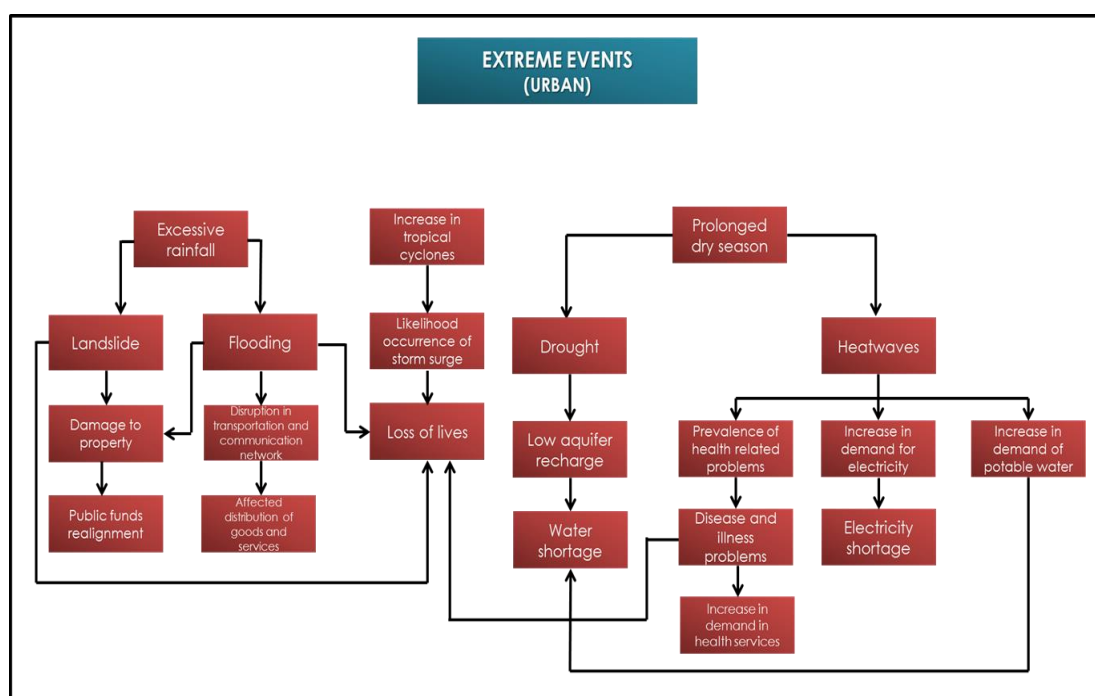 EXTREME EVENTS
(URBAN)
Excessive
rainfall
Increase in
tropical
cyclones
Prolonged
dry season
Landslide
Flooding
Likelihood
occurrence of
storm surge
Drought
Heatwaves
Damage to
property
Disruption in
transportation and
communication
network
Loss of lives
Low aquifer
recharge
Prevalence of
health related
problems
Increase in
demand for
electricity
Increase in
demand of
potable water
Public funds
realignment
Affected
distribution of
goods and
services
Water
shortage
Disease and
illness
problems
Electricity
shortage
Increase in
demand in
health services